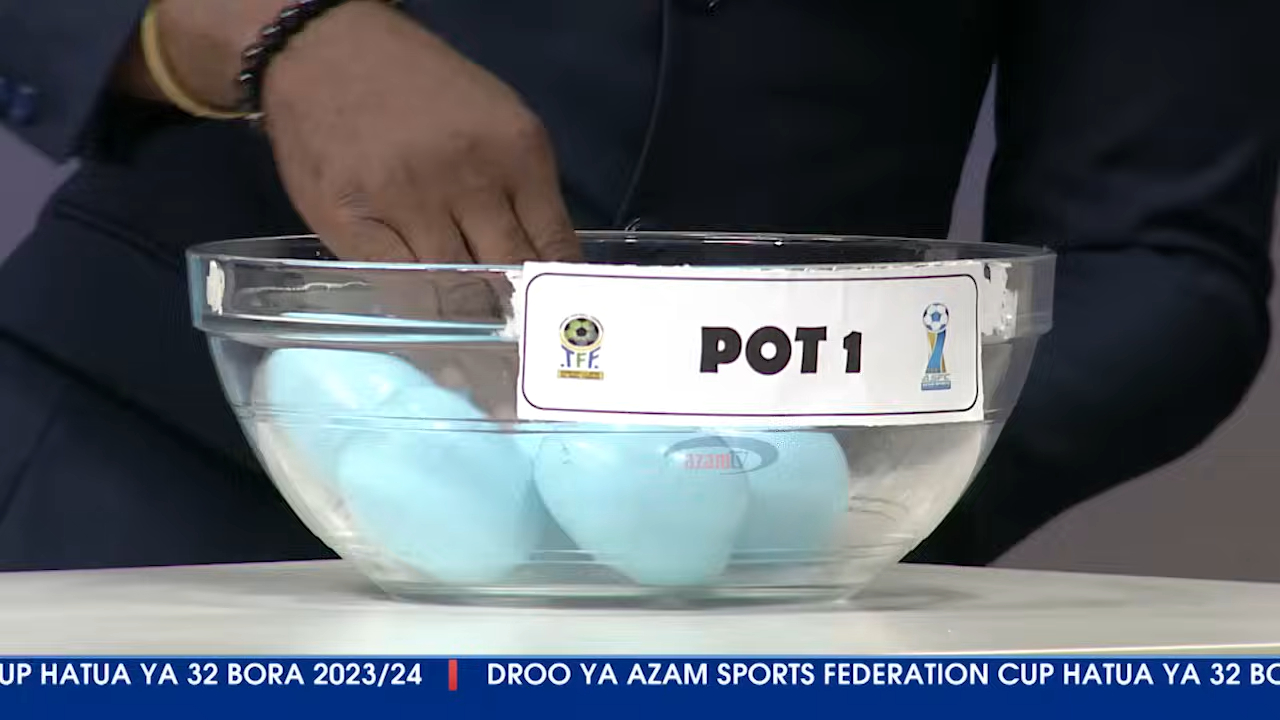 POT 1
TFF
ASFC
azamtv
UP HATUA YA 32 BORA 2023/24 | DROO YA AZAM SPORTS FEDERATION CUP HATUA YA 32 BO